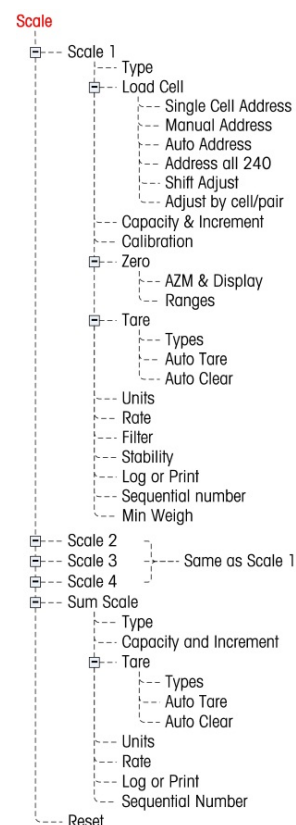 Scale
Scale 1
Type
Load Cell
Single Cell Address
Manual Address
Auto Address
Address all 240
Shift Adjust
Adjust by cell/pair
Capacity & Increment
Calibration
Zero
AZM & Display
Ranges
Tare
Types
Auto Tare
Auto Clear
Units
Rate
Filter
Stability
Log or Print
Sequential number
Min Weigh
Scale 2
Scale 3 Same as Scale 1
Scale 4
Sum Scale
Type
Capacity and Increment
Tare
Types
Auto Tare
Auto Clear
Units
Rate
Log or Print
Sequential Number
Reset